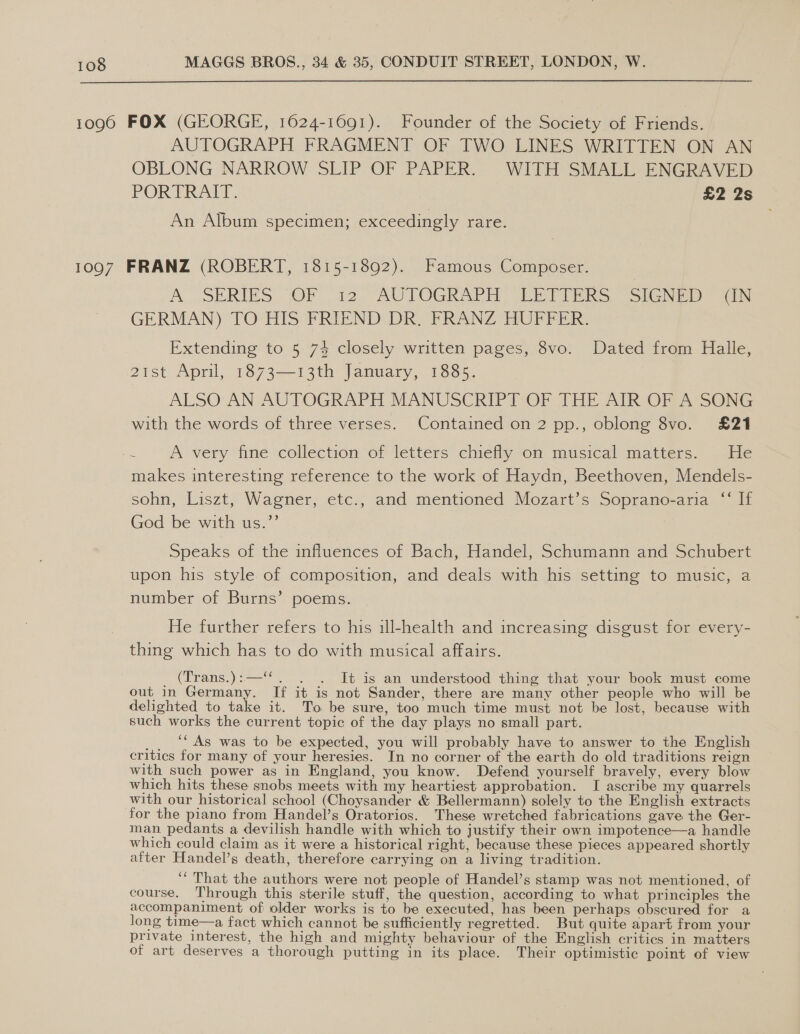 108 MAGGS BROS., 34 & 35, CONDUIT STREET, LONDON, W.
1096 FOX (GEORGE, 1624-1691). Founder of the Society of Friends.
AUTOGRAPH FRAGMENT OF TWO LINES WRITTEN ON AN
OBLONG NARROW SLIP OF PAPER. WITH SMALL ENGRAVED
PORTRAIT. £2 2s
An Album specimen; exceedingly rare.
1097 FRANZ (ROBERT, 1815-1892). Famous Composer.
A SERIES OF 12 AUTOGRAPH LETTERS SIGNED (IN
GERMAN) TO HIS FRIEND DR. FRANZ HUFFER.
Extending to 5 7¾ closely written pages, 8vo. Dated from Halle,
21st April, 1873—13th January, 1885.
ALSO AN AUTOGRAPH MANUSCRIPT OF THE AIR OF A SONG
with the words of three verses. Contained on 2 pp., oblong 8vo. £21
A very fine collection of letters chiefly on musical matters. He
makes interesting reference to the work of Haydn, Beethoven, Mendels-
sohn, Liszt, Wagner, etc., and mentioned Mozart's Soprano-aria ‘‘ If
God be with us.’’
Speaks of the influences of Bach, Handel, Schumann and Schubert
upon his style of composition, and deals with his setting to music, a
number of Burns' poems.
He further refers to his ill-health and increasing disgust for every-
thing which has to do with musical affairs.
(Trans.):—‘‘. . . It is an understood thing that your book must come
out in Germany. If it is not Sander, there are many other people who will be
delighted to take it. To be sure, too much time must not be lost, because with
such works the current topic of the day plays no small part.
‘‘ As was to be expected, you will probably have to answer to the English
critics for many of your heresies. In no corner of the earth do old traditions reign
with such power as in England, you know. Defend yourself bravely, every blow
which hits these snobs meets with my heartiest approbation. I ascribe my quarrels
with our historical school (Choysander & Bellermann) solely to the English extracts
for the piano from Handel's Oratorios. These wretched fabrications gave the Ger-
man pedants a devilish handle with which to justify their own impotence—a handle
which could claim as it were a historical right, because these pieces appeared shortly
after Handel's death, therefore carrying on a living tradition.
‘‘ That the authors were not people of Handel's stamp was not mentioned, of
course. Through this sterile stuff, the question, according to what principles the
accompaniment of older works is to be executed, has been perhaps obscured for a
long time—a fact which cannot be sufficiently regretted. But quite apart from your
private interest, the high and mighty behaviour of the English critics in matters
of art deserves a thorough putting in its place. Their optimistic point of view